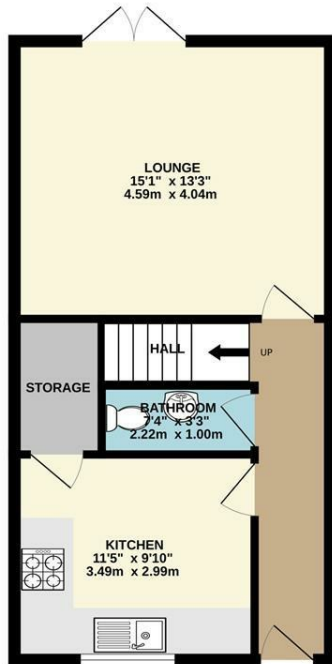 LOUNGE
15'1" x 13'3"
4.59m x 4.04m
HALL
UP
STORAGE
BATHROOM
7'4" x 3'3"
2.22m x 1.00m
KITCHEN
11'5" x 9'10"
3.49m x 2.99m